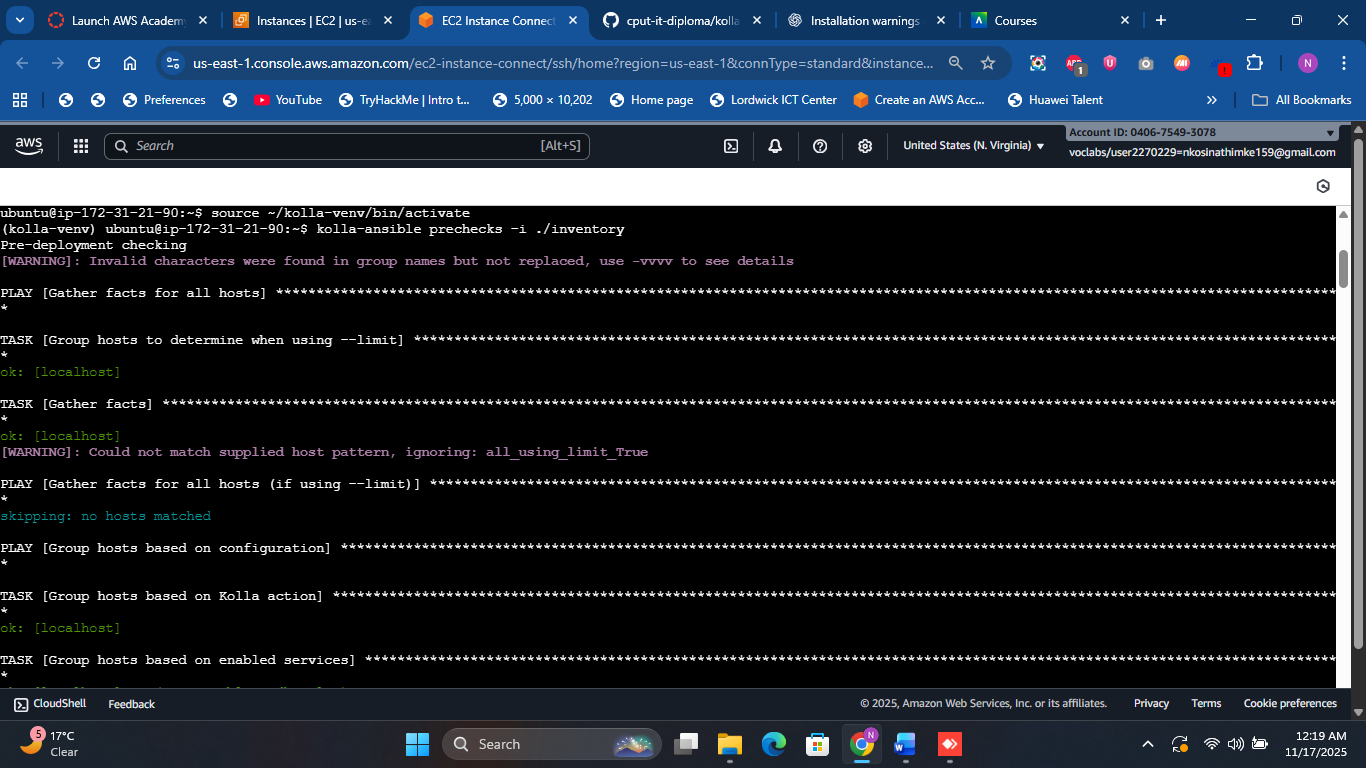 Launch AWS Academy
Instances | EC2 | us-ea
EC2 Instance Connect
cput-it-diploma/kolla
Installation warnings
Courses
us-east-1.console.aws.amazon.com/ec2-instance-connect/ssh/home?region=us-east-1&connType=standard&instance...
ABP
1
N
Preferences
YouTube
TryHackMe | Intro t...
5,000 × 10,202
Home page
Lordwick ICT Center
Create an AWS Acc...
Huawei Talent
All Bookmarks
aws
Search
[Alt+S]
United States (N. Virginia)
Account ID: 0406-7549-3078
voclabs/user2270229=nkosinathimke159@gmail.com
ubuntu@ip-172-31-21-90:~$ source ~/kolla-venv/bin/activate
(kolla-venv) ubuntu@ip-172-31-21-90:~$ kolla-ansible prechecks -i ./inventory
Pre-deployment checking
[WARNING]: Invalid characters were found in group names but not replaced, use -vvvv to see details
PLAY [Gather facts for all hosts] ***********************************************************************************************************************************
*
TASK [Group hosts to determine when using --limit] ******************************************************************************************************************
*
ok: [localhost]
TASK [Gather facts] *************************************************************************************************************************************************
*
ok: [localhost]
[WARNING]: Could not match supplied host pattern, ignoring: all_using_limit_True
PLAY [Gather facts for all hosts (if using --limit)] ****************************************************************************************************************
*
skipping: no hosts matched
PLAY [Group hosts based on configuration] ***************************************************************************************************************************
*
TASK [Group hosts based on Kolla action] ****************************************************************************************************************************
*
ok: [localhost]
TASK [Group hosts based on enabled services] ************************************************************************************************************************
*
CloudShell
Feedback
© 2025, Amazon Web Services, Inc. or its affiliates.
Privacy
Terms
Cookie preferences
5
17°C
Clear
Search
N
12:19 AM
11/17/2025